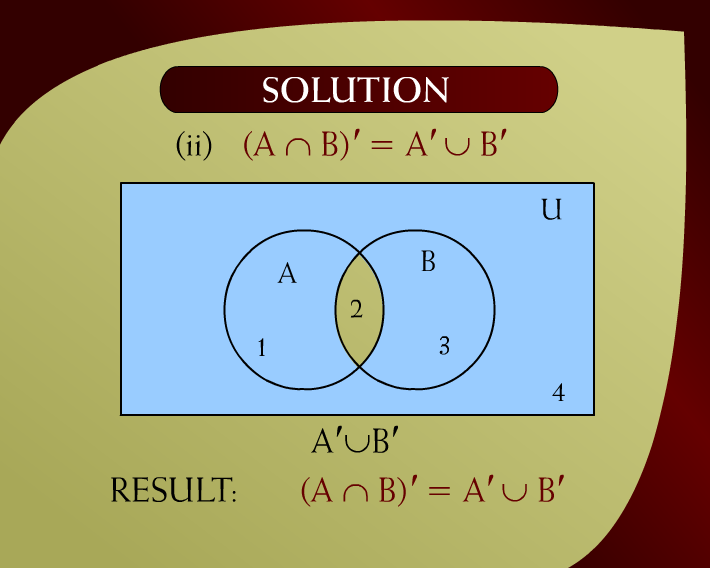 SOLUTION
(ii) (A ∩ B)′ = A′ ∪ B′
U
A B
2
1 3
4
A′∪B′
RESULT: (A ∩ B)′ = A′ ∪ B′